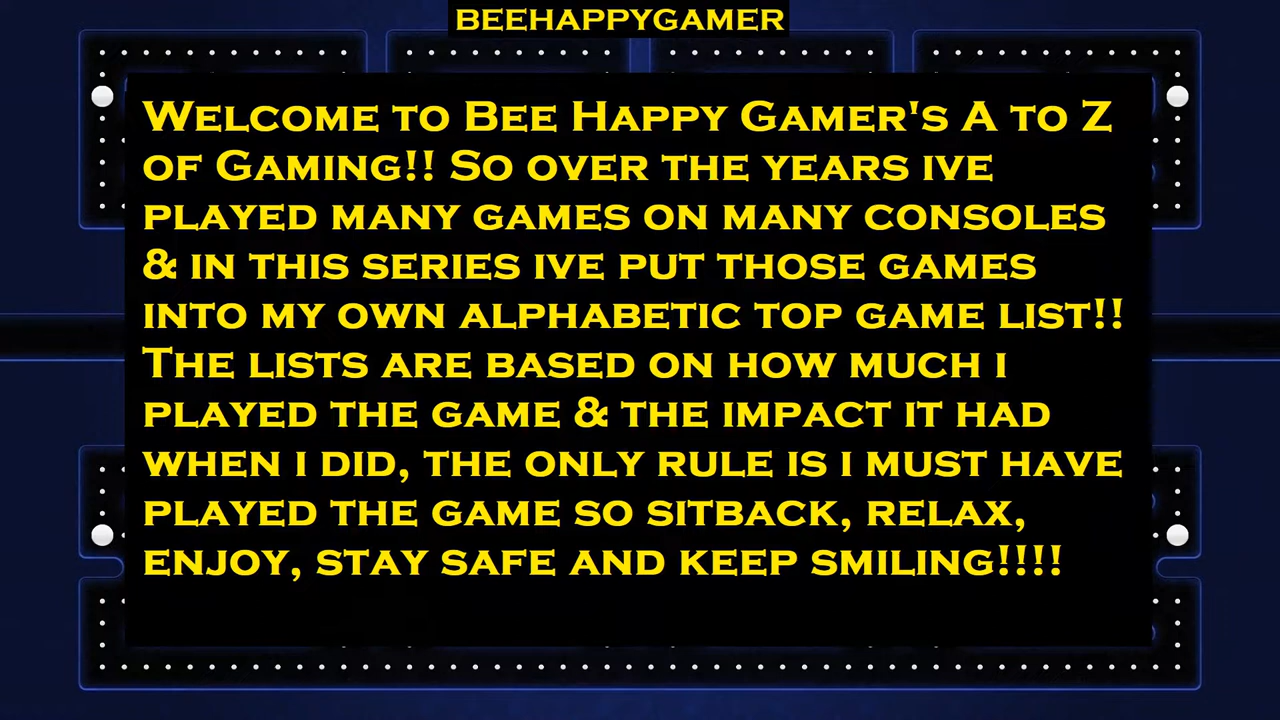 BEEHAPPYGAMER
Welcome to Bee Happy Gamer's A to Z
of Gaming!! So over the years ive
played many games on many consoles
& in this series ive put those games
into my own alphabetic top game list!!
The lists are based on how much i
played the game & the impact it had
when i did, the only rule is i must have
played the game so sitback, relax,
enjoy, stay safe and keep smiling!!!!